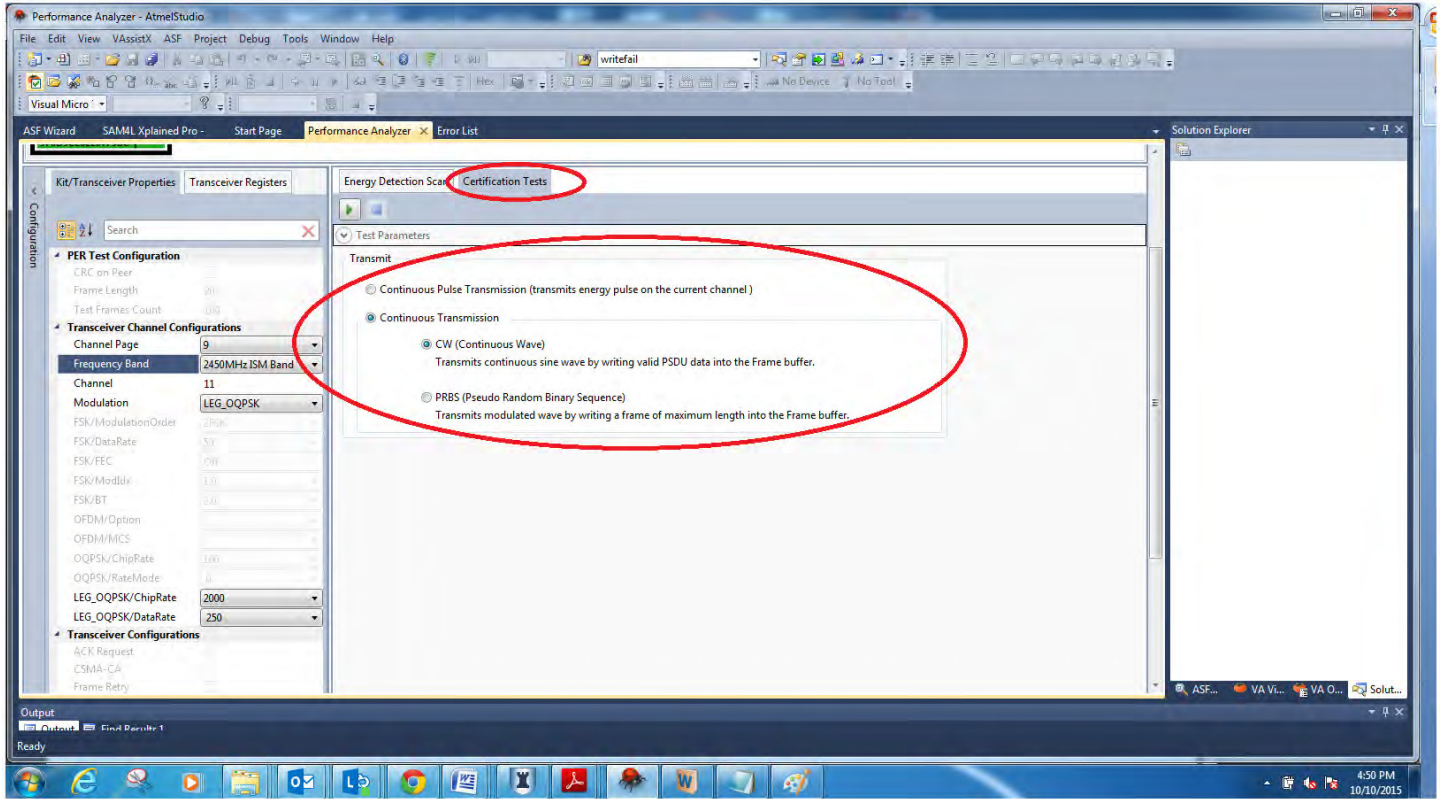 Performance Analyzer - AtmelStudio
File Edit View VAssistX ASF Project Debug Tools Window Help
writefail
Hex No Device No Tool
Visual Micro
ASF Wizard SAM4L Xplained Pro - Start Page Performance Analyzer Error List
Solution Explorer
Configuration
Kit/Transceiver Properties Transceiver Registers
Search
PER Test Configuration
CRC on Peer
Frame Length 20
Test Frames Count 100
Transceiver Channel Configurations
Channel Page 9
Frequency Band 2450MHz ISM Band
Channel 11
Modulation LEG_OQPSK
FSK/ModulationOrder
FSK/DataRate 50
FSK/FEC
FSK/ModIdx
FSK/BT
OFDM/Option
OFDM/MCS
OQPSK/ChipRate 100
OQPSK/RateMode
LEG_OQPSK/ChipRate 2000
LEG_OQPSK/DataRate 250
Transceiver Configurations
ACK Request
CSMA-CA
Frame Retry
Energy Detection Scan Certification Tests
Test Parameters
Transmit
Continuous Pulse Transmission (transmits energy pulse on the current channel )
Continuous Transmission
CW (Continuous Wave)
Transmits continuous sine wave by writing valid PSDU data into the Frame buffer.
PRBS (Pseudo Random Binary Sequence)
Transmits modulated wave by writing a frame of maximum length into the Frame buffer.
ASF... VA Vi... VA O... Solut...
Output
Output Find Results 1
Ready
4:50 PM
10/10/2015